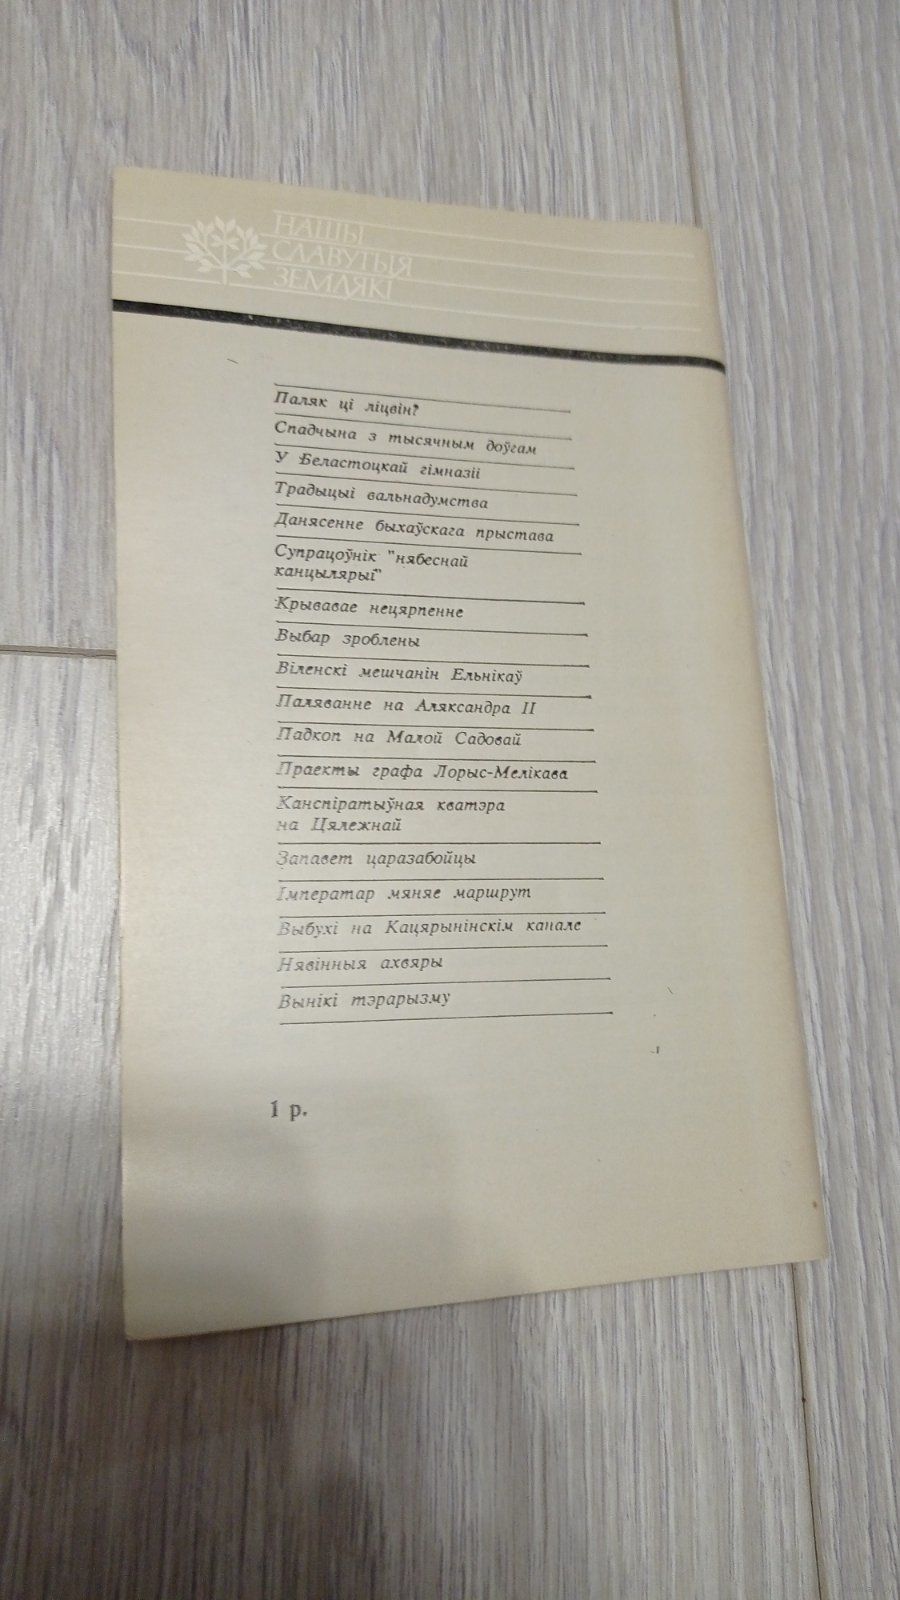 НАШЫ
СЛАВУТЫЯ
ЗЕМЛЯКІ
Паляк ці ліцвін?
Спадчына з тысячным доўгам
У Беластоцкай гімназіі
Традыцыі вальнадумства
Данясенне быхаўскага прыстава
Супрацоўнік "нябеснай
канцылярыі"
Крывавае нецярпенне
Выбар зроблены
Віленскі мешчанін Ельнікаў
Паляванне на Аляксандра II
Падкоп на Малой Садовай
Праекты графа Лорыс-Мелікава
Канспіратыўная кватэра
на Цялежнай
Запавет царазабойцы
Імператар мяняе маршрут
Выбухі на Кацярынінскім канале
Нявінныя ахвяры
Вынікі тэрарызму
1 р.